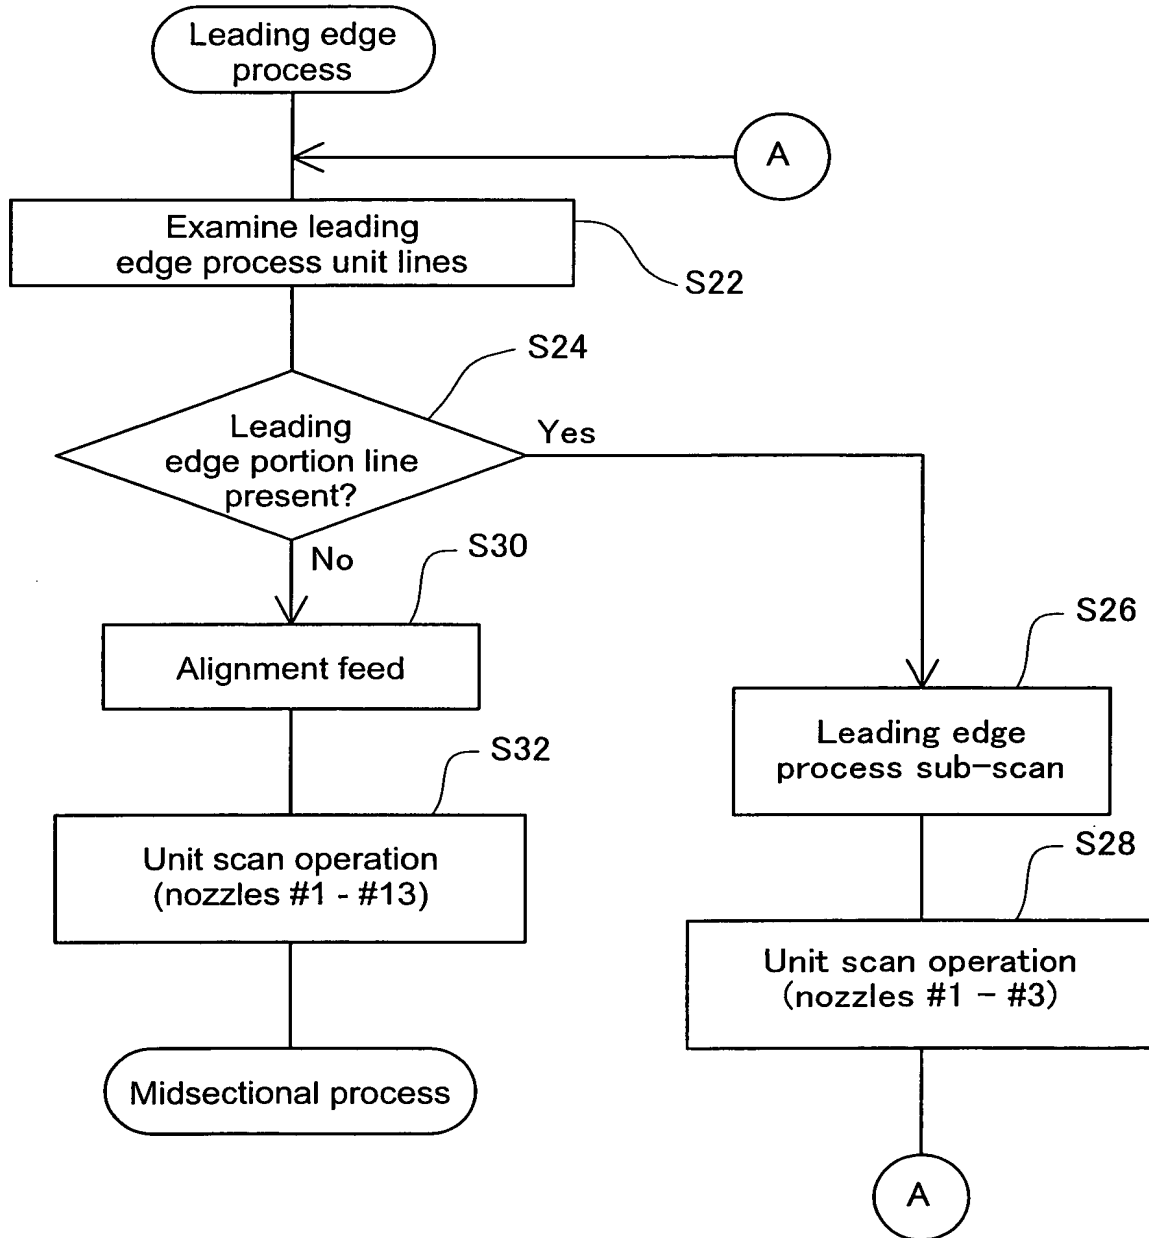 Leading edge
process
A
Examine leading
edge process unit lines
S22
S24
Leading
edge portion line
present?
Yes
No
S30
Alignment feed
S26
Leading edge
process sub-scan
S32
Unit scan operation
(nozzles #1 - #13)
S28
Unit scan operation
(nozzles #1 - #3)
Midsectional process
A